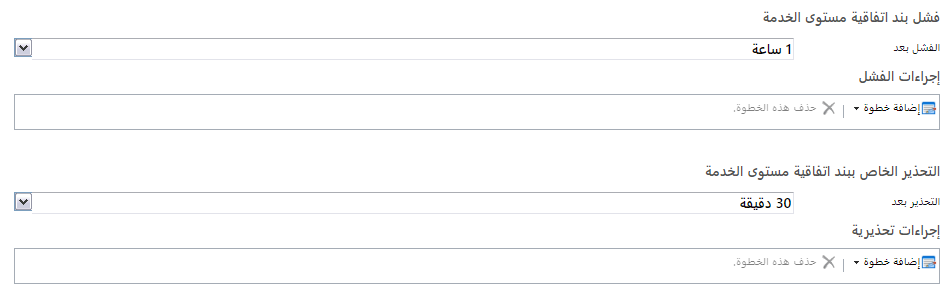 فشل بند اتفاقية مستوى الخدمة
الفشل بعد 1 ساعة
إجراءات الفشل
إضافة خطوة | حذف هذه الخطوة.
التحذير الخاص ببند اتفاقية مستوى الخدمة
التحذير بعد 30 دقيقة
إجراءات تحذيرية
إضافة خطوة | حذف هذه الخطوة.